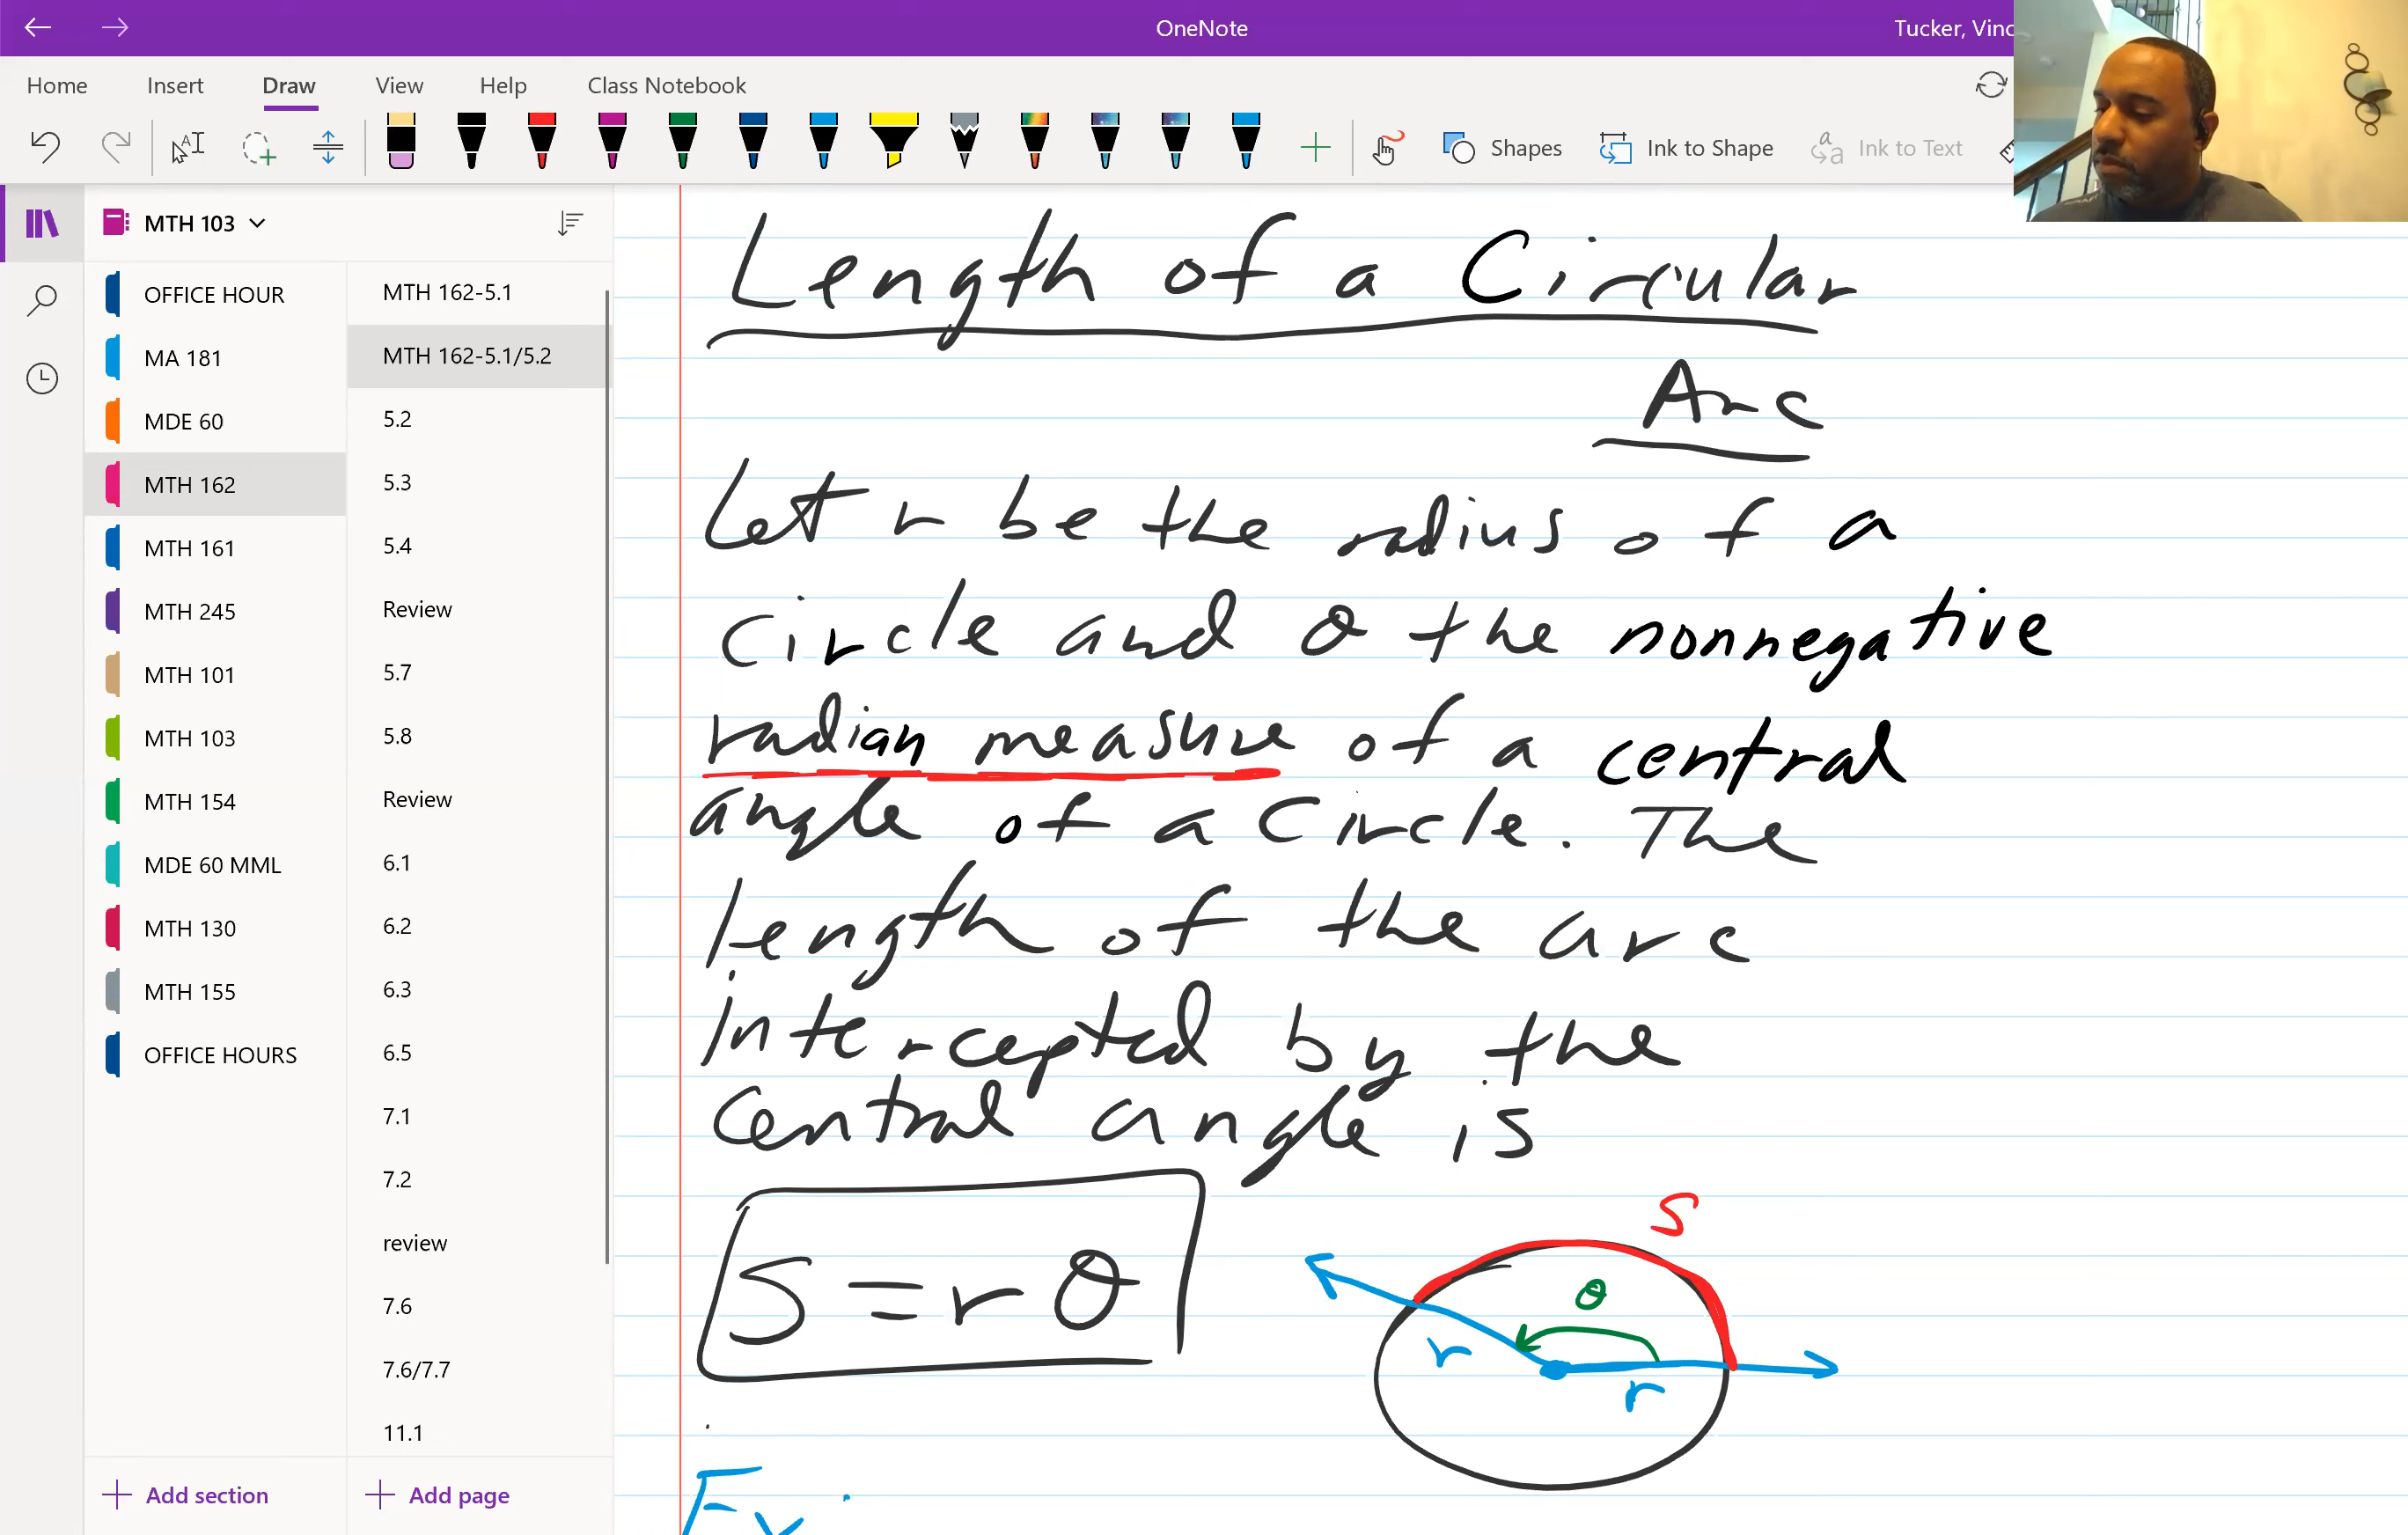 OneNote
Tucker, Vinc
Home Insert Draw View Help Class Notebook
Shapes Ink to Shape Ink to Text
MTH 103
OFFICE HOUR
MA 181
MDE 60
MTH 162
MTH 161
MTH 245
MTH 101
MTH 103
MTH 154
MDE 60 MML
MTH 130
MTH 155
OFFICE HOURS
Add section
MTH 162-5.1
MTH 162-5.1/5.2
5.2
5.3
5.4
Review
5.7
5.8
Review
6.1
6.2
6.3
6.5
7.1
7.2
review
7.6
7.6/7.7
11.1
Add page
Length of a Circular
Arc
Let r be the radius of a
circle and θ the nonnegative
radian measure of a central
angle of a Circle. The
length of the arc
intercepted by the
central angle is
S = r θ
S
θ
r
r
Ex: